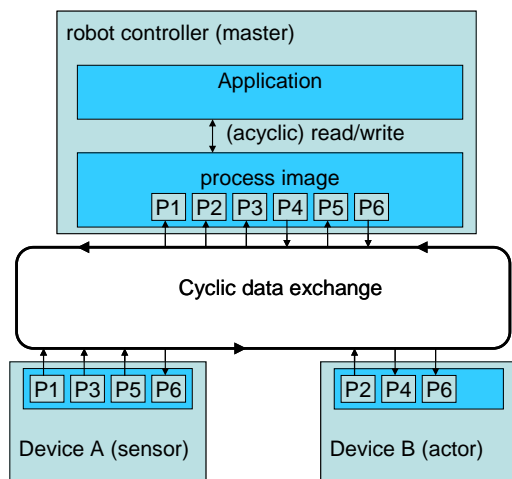 robot controller (master)
Application
(acyclic) read/write
process image
P1 P2 P3 P4 P5 P6
Cyclic data exchange
P1 P3 P5 P6
Device A (sensor)
P2 P4 P6
Device B (actor)